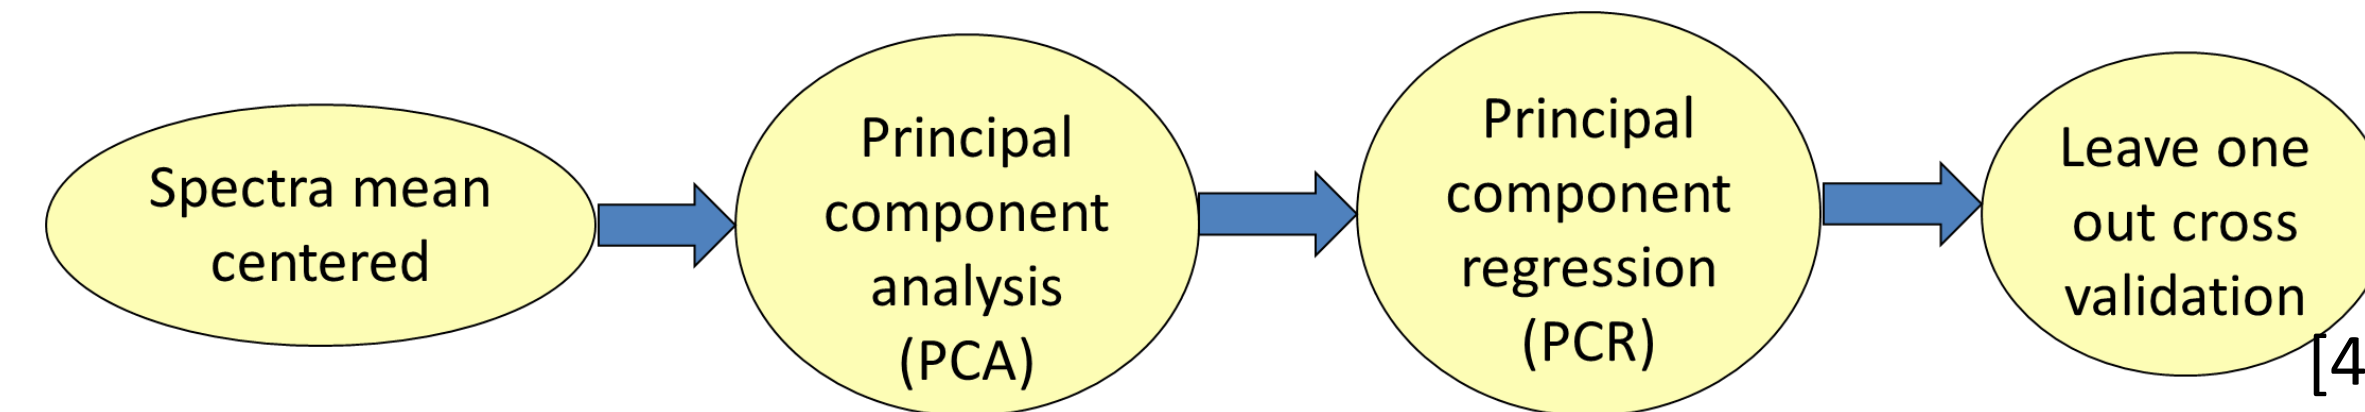 Spectra mean
centered
Principal
component
analysis
(PCA)
Principal
component
regression
(PCR)
Leave one
out cross
validation
[4